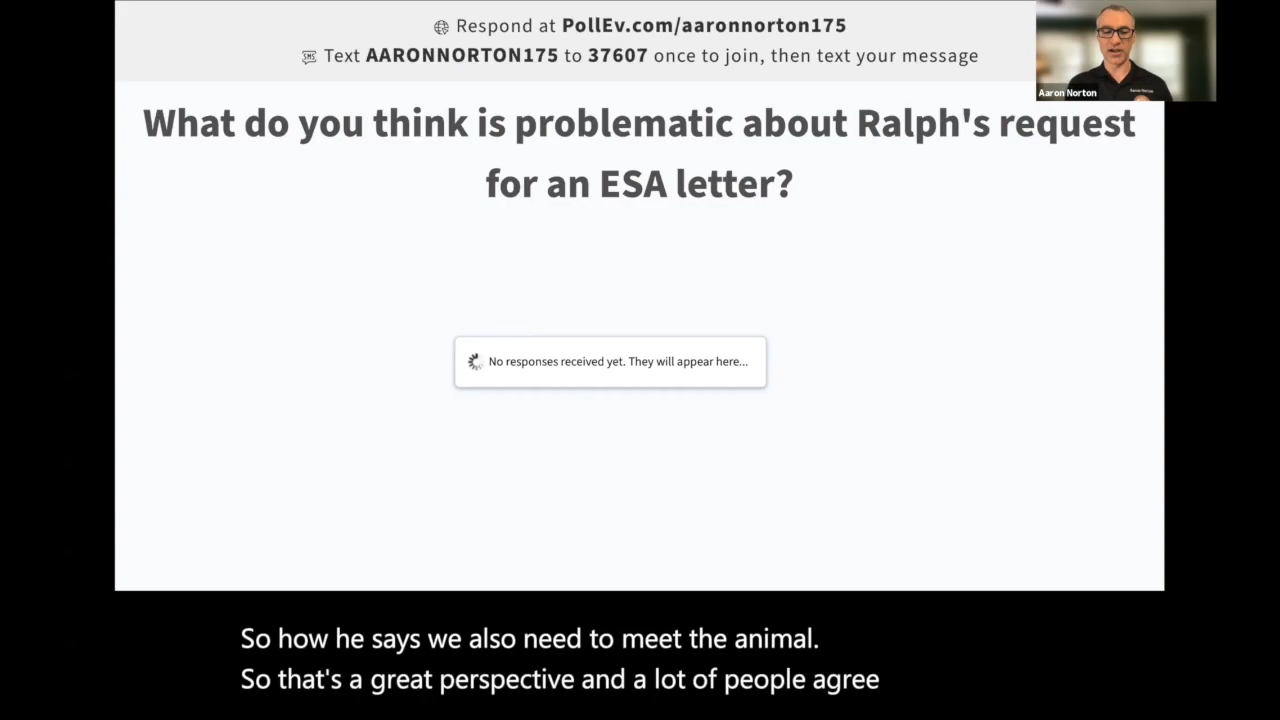 Respond at PollEv.com/aaronnorton175
Text AARONNORTON175 to 37607 once to join, then text your message
Aaron Norton
What do you think is problematic about Ralph's request
for an ESA letter?
No responses received yet. They will appear here...
So how he says we also need to meet the animal.
So that's a great perspective and a lot of people agree